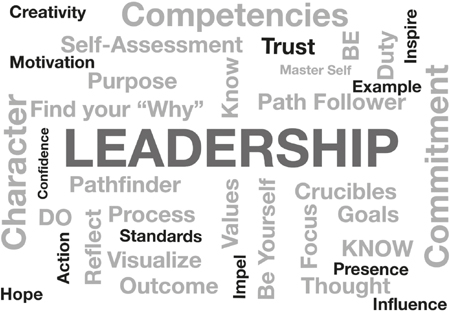 Creativity
Competencies
Inspire
Self-Assessment
Trust
BE
Duty
Motivation
Know
Master Self
Purpose
Example
Find your “Why”
Path Follower
Commitment
Character
LEADERSHIP
Confidence
Pathfinder
Values
Be Yourself
Crucibles
DO
Reflect
Process
Focus
Goals
Action
Standards
KNOW
Visualize
Impel
Presence
Hope
Outcome
Thought
Influence